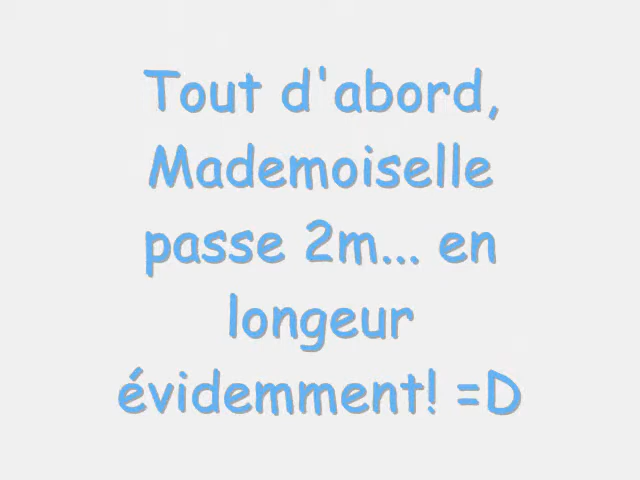 Tout d'abord,
Mademoiselle
passe 2m... en
longeur
évidemment! =D